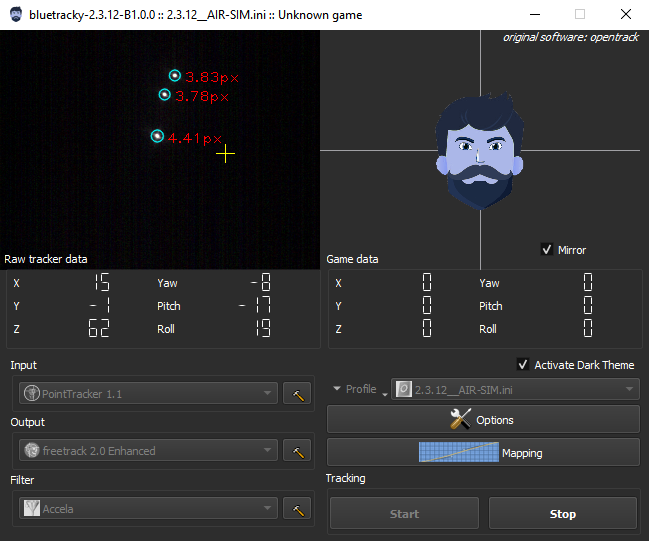 bluetracky-2.3.12-B1.0.0 :: 2.3.12__AIR-SIM.ini :: Unknown game
original software: opentrack
3.83px
3.78px
4.41px
Mirror
Raw tracker data
Game data
X 15 Yaw -8
Y -1 Pitch -17
Z 62 Roll 19
X 0 Yaw 0
Y 0 Pitch 0
Z 0 Roll 0
Input
PointTracker 1.1
Output
freetrack 2.0 Enhanced
Filter
Accela
Activate Dark Theme
Profile 2.3.12__AIR-SIM.ini
Options
Mapping
Tracking
Start Stop